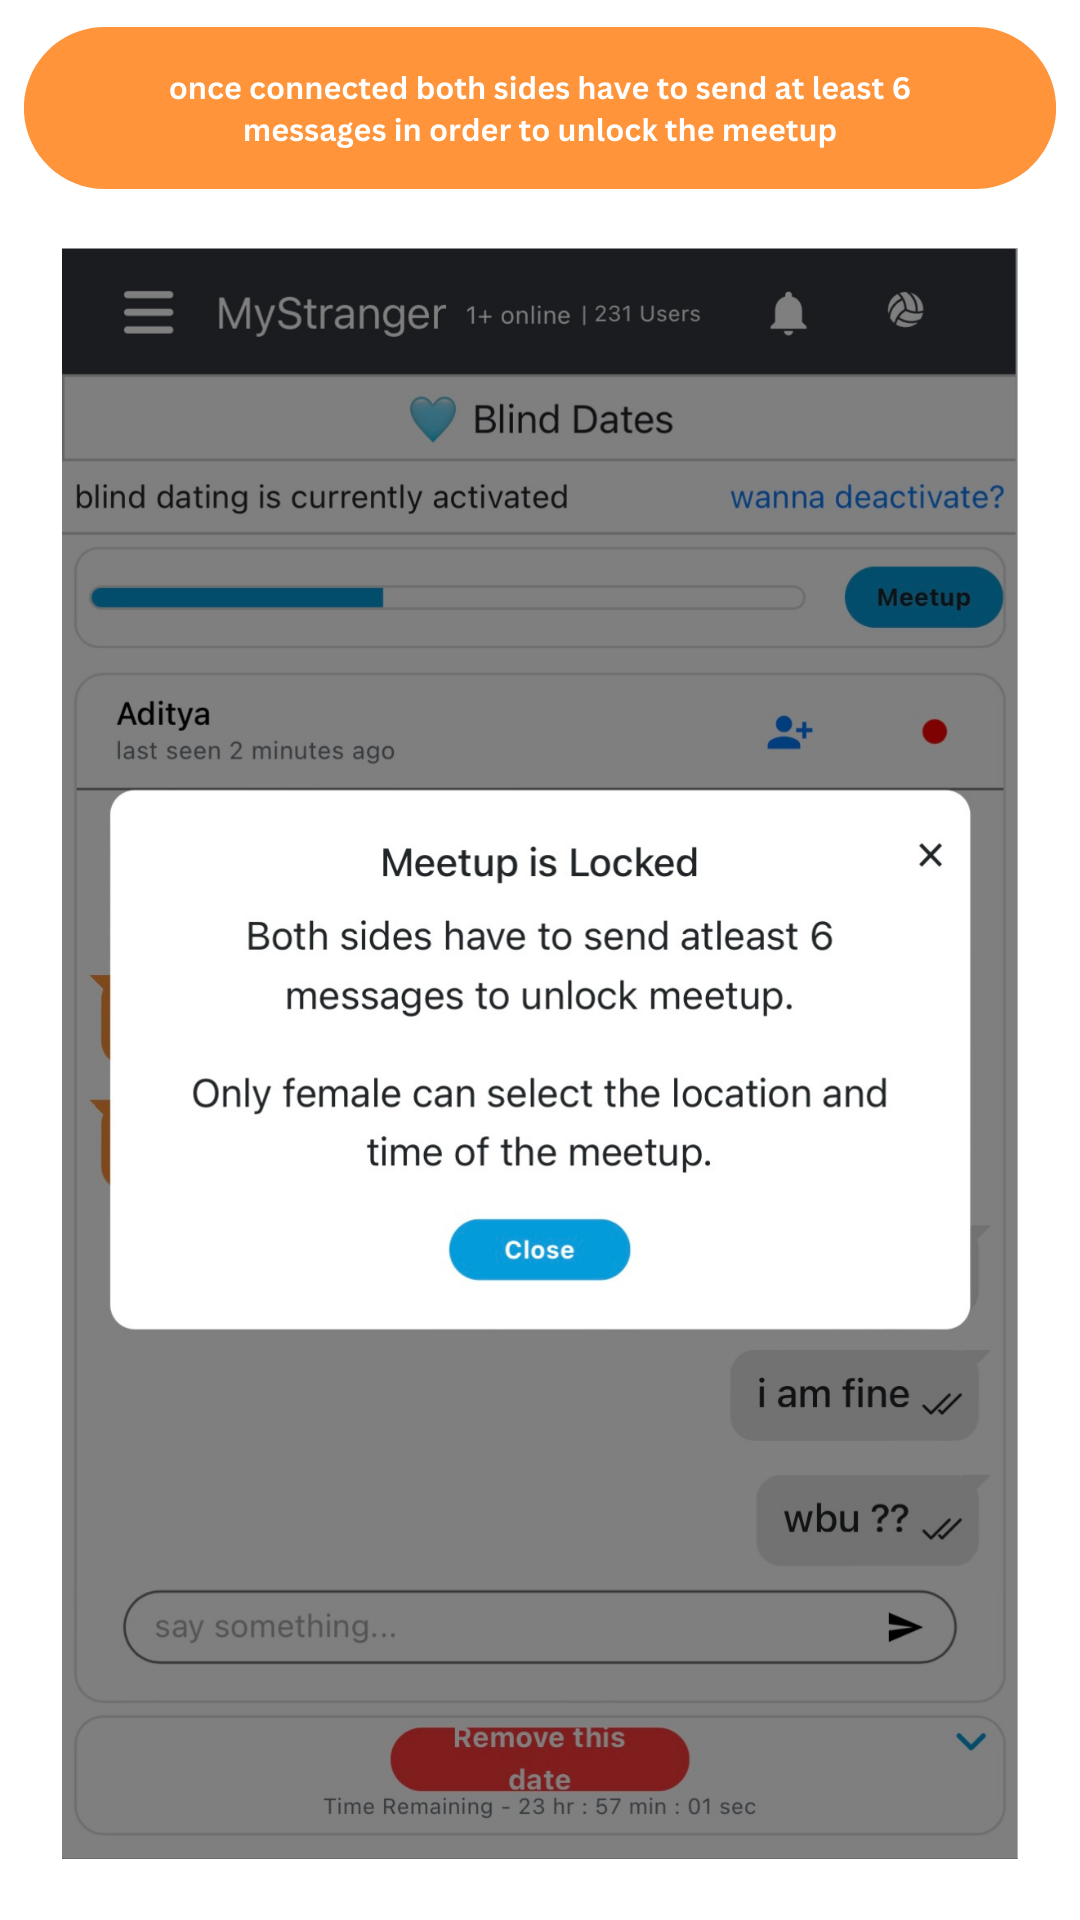 once connected both sides have to send at least 6
messages in order to unlock the meetup
MyStranger 1+ online | 231 Users
🩵 Blind Dates
blind dating is currently activated wanna deactivate?
Meetup
Aditya
last seen 2 minutes ago
Meetup is Locked
Both sides have to send atleast 6
messages to unlock meetup.
Only female can select the location and
time of the meetup.
Close
i am fine
wbu ??
say something...
Remove this
date
Time Remaining - 23 hr : 57 min : 01 sec